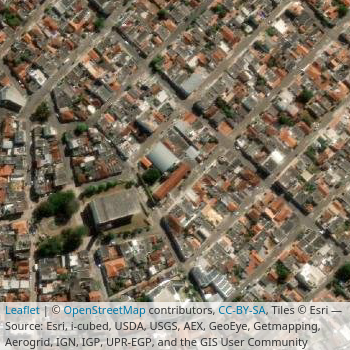 Leaflet | © OpenStreetMap contributors, CC-BY-SA, Tiles © Esri —
Source: Esri, i-cubed, USDA, USGS, AEX, GeoEye, Getmapping,
Aerogrid, IGN, IGP, UPR-EGP, and the GIS User Community